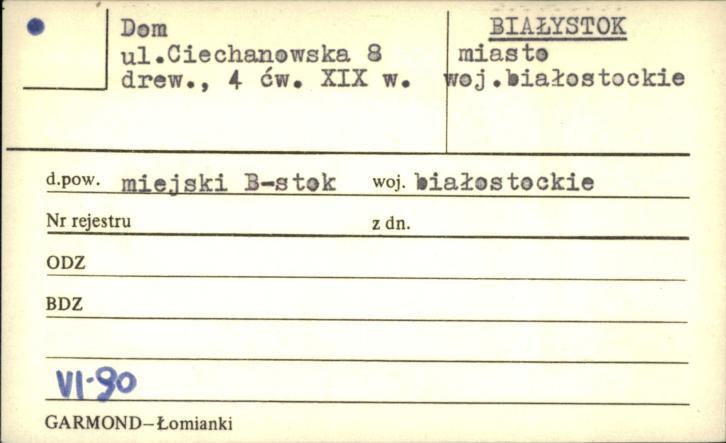 Dom
ul.Ciechanowska 8
drew., 4 ćw. XIX w.
BIAŁYSTOK
miasto
woj.białostockie
d.pow. miejski B-stok woj. białostockie
Nr rejestru z dn.
ODZ
BDZ
VI-90
GARMOND–Łomianki